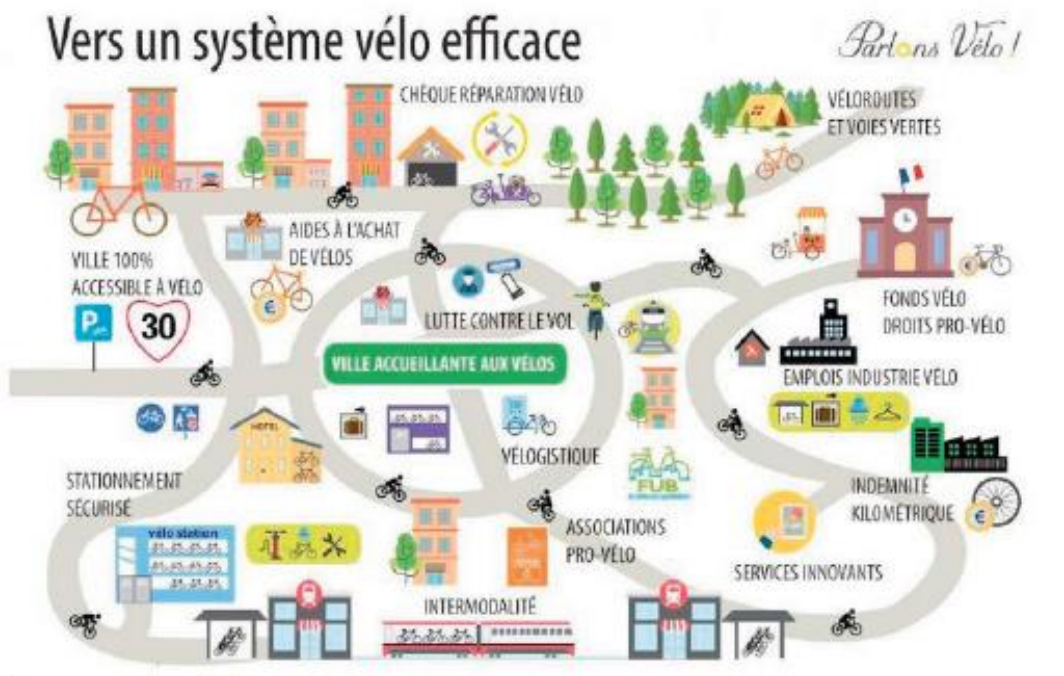 Vers un système vélo efficace
Parlons Vélo !
CHÈQUE RÉPARATION VÉLO
VÉLOROUTES
ET VOIES VERTES
AIDES À L'ACHAT
DE VÉLOS
VILLE 100%
ACCESSIBLE À VÉLO
P
30
LUTTE CONTRE LE VOL
FONDS VÉLO
DROITS PRO-VÉLO
VILLE ACCUEILLANTE AUX VÉLOS
EMPLOIS INDUSTRIE VÉLO
HOTEL
VÉLOGISTIQUE
FUB
STATIONNEMENT
SÉCURISÉ
INDEMNITÉ
KILOMÉTRIQUE
€
vélo station
ASSOCIATIONS
PRO-VÉLO
SERVICES INNOVANTS
INTERMODALITÉ